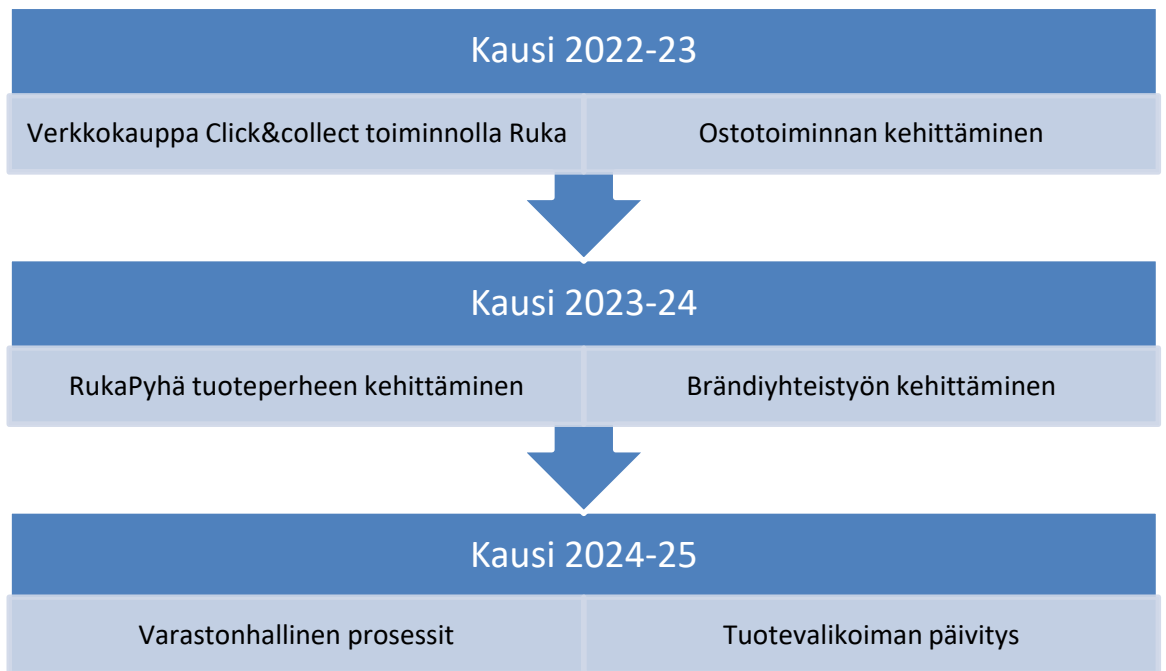 Kausi 2022-23
Verkkokauppa Click&collect toiminnolla Ruka
Ostotoiminnan kehittäminen
Kausi 2023-24
RukaPyhä tuoteperheen kehittäminen
Brändiyhteistyön kehittäminen
Kausi 2024-25
Varastonhallinen prosessit
Tuotevalikoiman päivitys